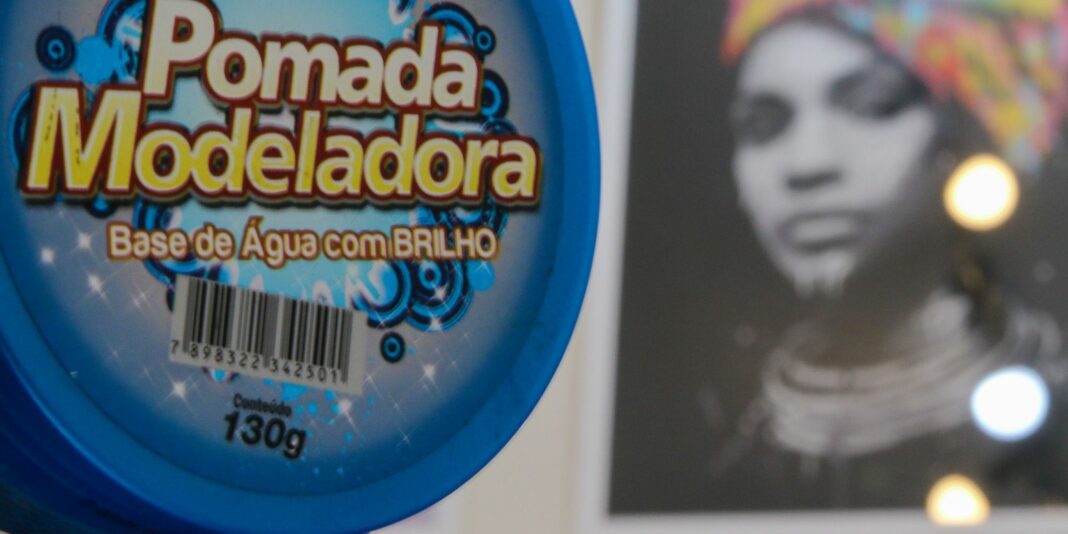 Pomada
Modeladora
Base de Água com BRILHO
7 898322 342501
Conteúdo
130g